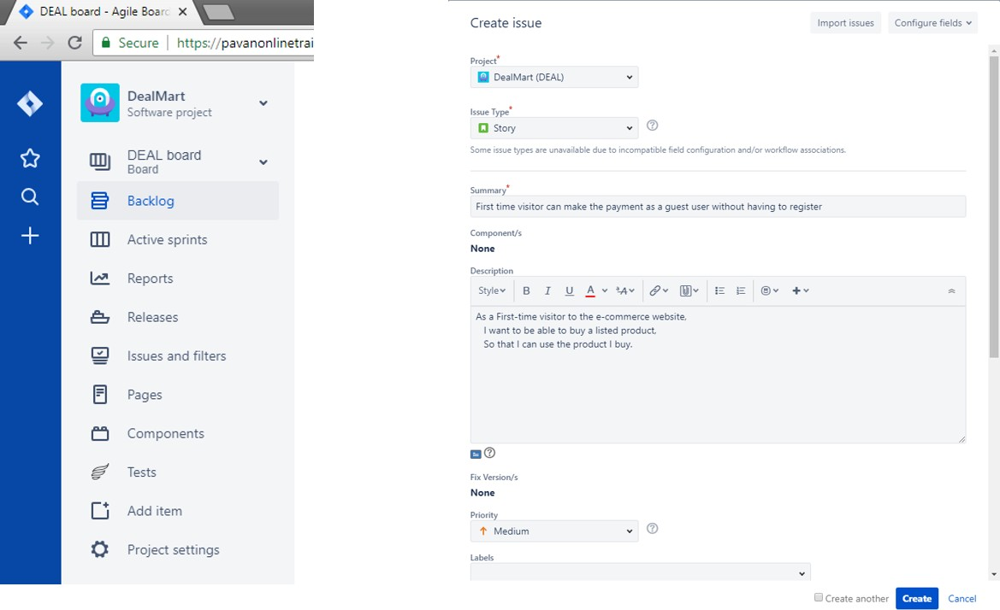 DEAL board - Agile Board
Secure
https://pavanonlinetrai
DealMart
Software project
DEAL board
Board
Backlog
Active sprints
Reports
Releases
Issues and filters
Pages
Components
Tests
Add item
Project settings
Create issue
Import issues
Configure fields
Project*
DealMart (DEAL)
Issue Type*
Story
Some issue types are unavailable due to incompatible field configuration and/or workflow associations.
Summary*
First time visitor can make the payment as a guest user without having to register
Component/s
None
Description
Style B I U A ªA
As a First-time visitor to the e-commerce website,
I want to be able to buy a listed product,
So that I can use the product I buy.
Fix Version/s
None
Priority
Medium
Labels
Create another Create Cancel